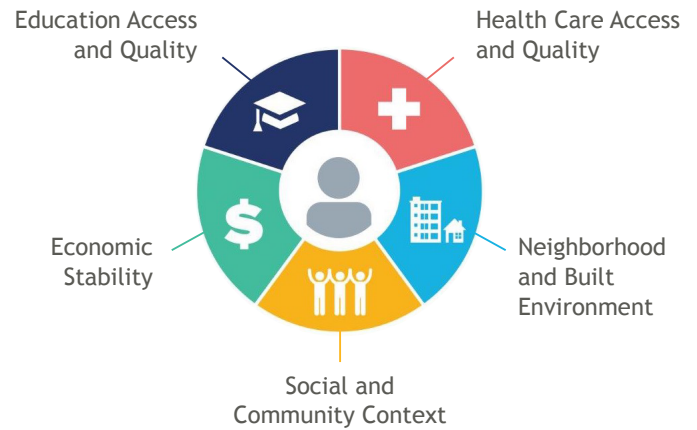 Education Access
and Quality
Health Care Access
and Quality
$
Economic
Stability
Neighborhood
and Built
Environment
Social and
Community Context